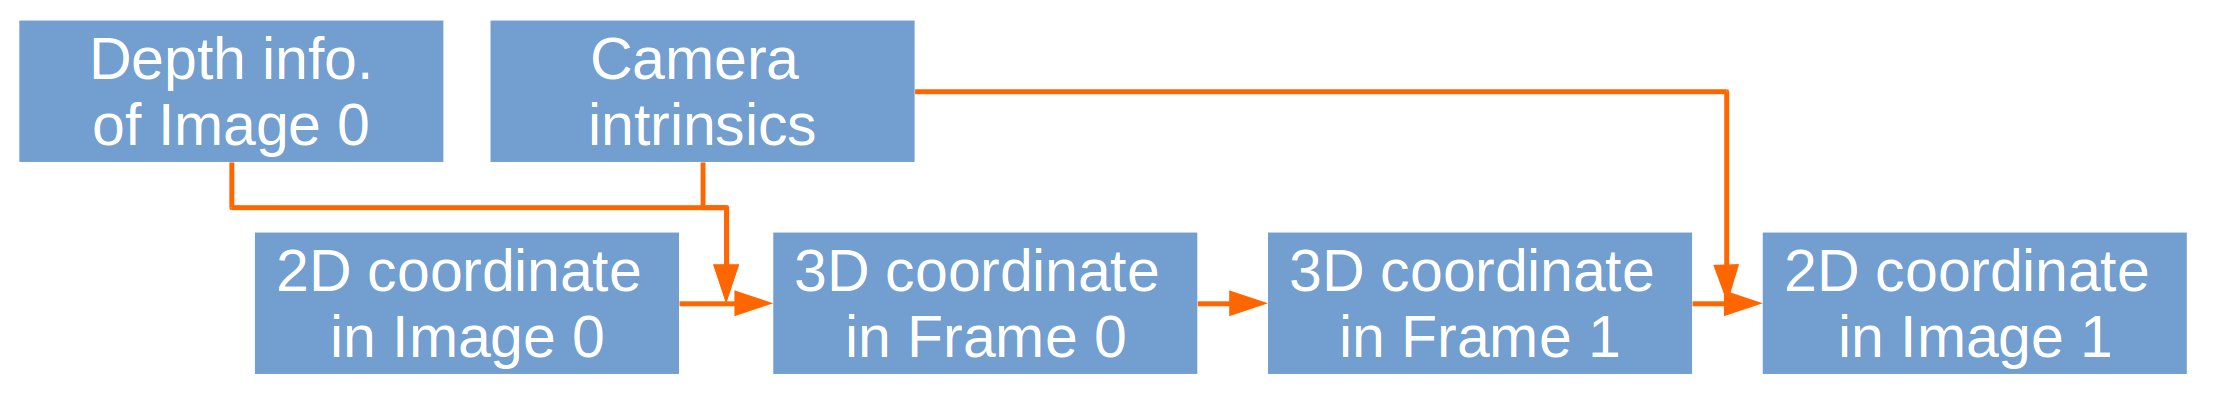 Depth info.
of Image 0
Camera
intrinsics
2D coordinate
in Image 0
3D coordinate
in Frame 0
3D coordinate
in Frame 1
2D coordinate
in Image 1